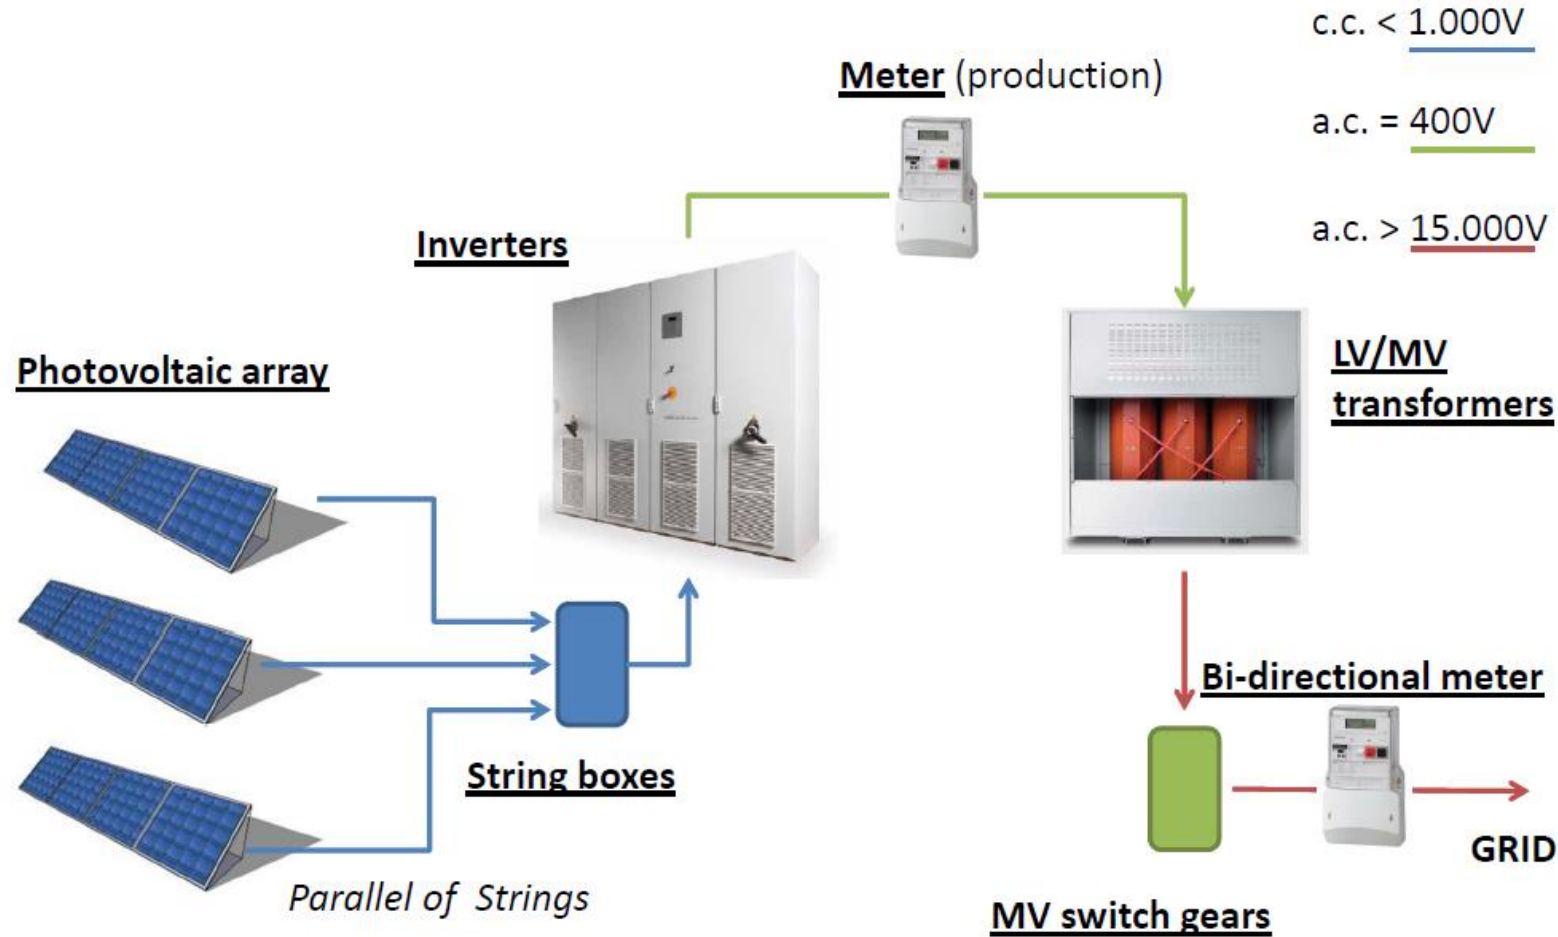 c.c. < 1.000V
Meter (production)
a.c. = 400V
a.c. > 15.000V
Inverters
LV/MV
transformers
Photovoltaic array
Bi-directional meter
String boxes
GRID
Parallel of Strings
MV switch gears